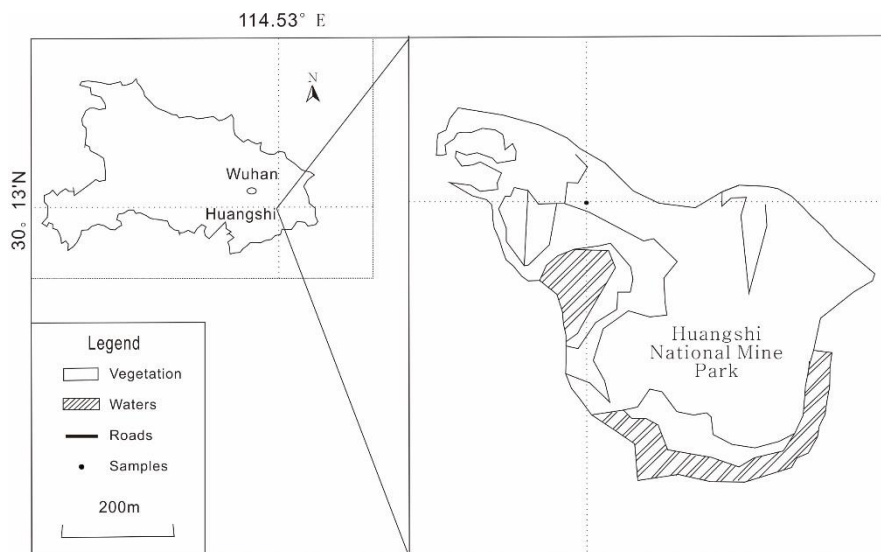 114.53° E
N
Wuhan
Huangshi
30°13'N
Legend
Vegetation
Waters
Roads
Samples
200m
Huangshi
National Mine
Park